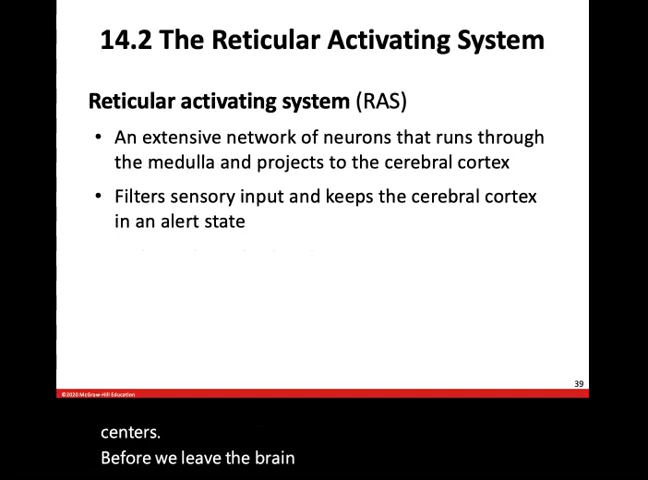 14.2 The Reticular Activating System
Reticular activating system (RAS)
• An extensive network of neurons that runs through
the medulla and projects to the cerebral cortex
• Filters sensory input and keeps the cerebral cortex
in an alert state
39
©2020 McGraw-Hill Education
centers.
Before we leave the brain